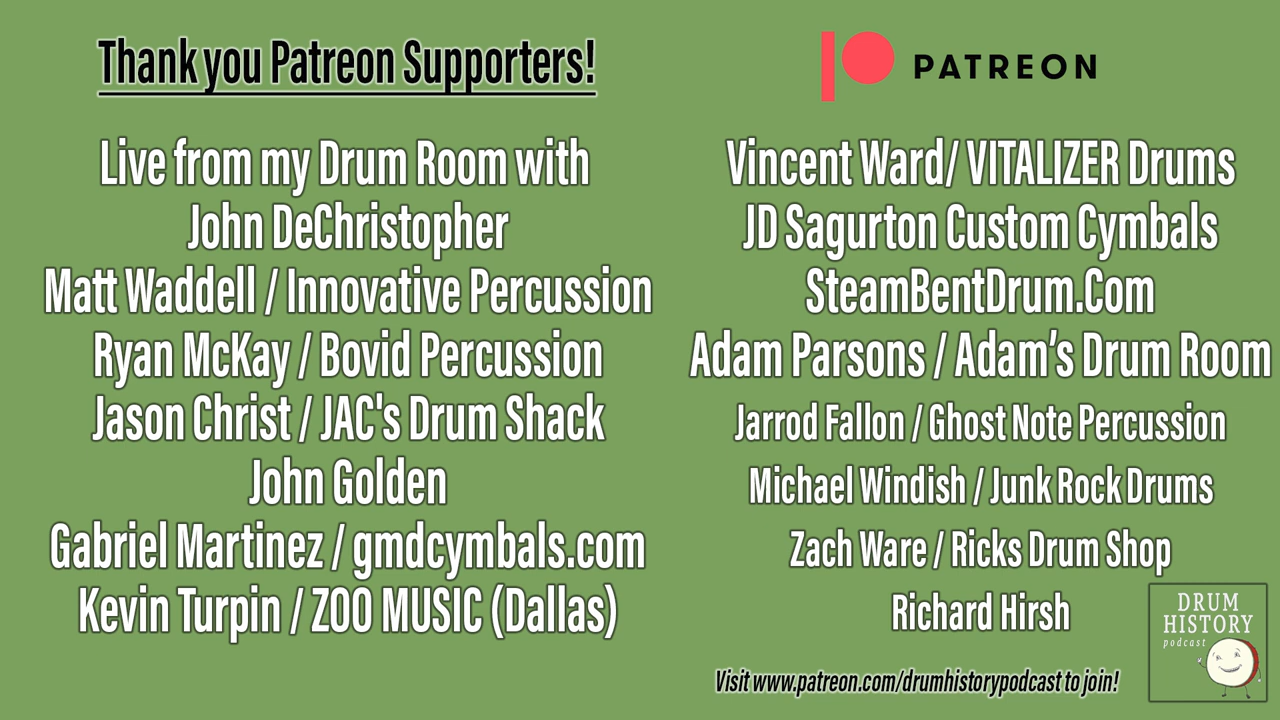 Thank you Patreon Supporters!
Live from my Drum Room with
John DeChristopher
Matt Waddell / Innovative Percussion
Ryan McKay / Bovid Percussion
Jason Christ / JAC's Drum Shack
John Golden
Gabriel Martinez / gmdcymbals.com
Kevin Turpin / ZOO MUSIC (Dallas)
PATREON
Vincent Ward/ VITALIZER Drums
JD Sagurton Custom Cymbals
SteamBentDrum.Com
Adam Parsons / Adam’s Drum Room
Jarrod Fallon / Ghost Note Percussion
Michael Windish / Junk Rock Drums
Zach Ware / Ricks Drum Shop
Richard Hirsh
Visit www.patreon.com/drumhistorypodcast to join!
DRUM
HISTORY
podcast